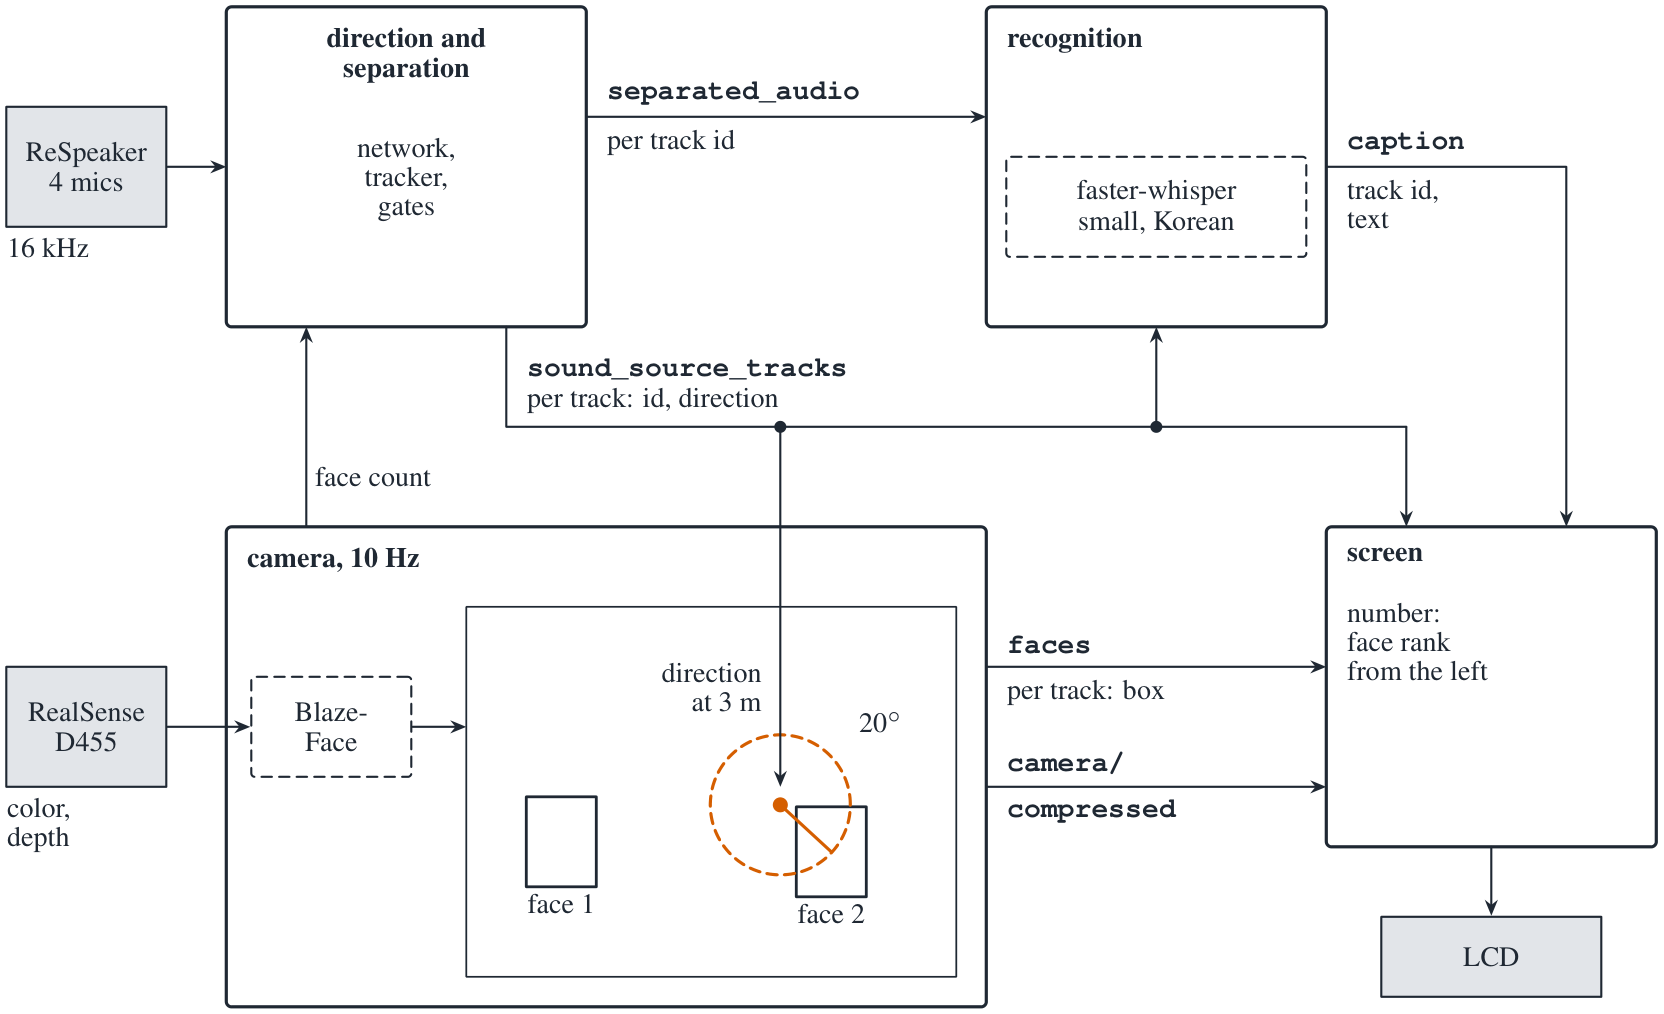 direction and
separation
network,
tracker,
gates
ReSpeaker
4 mics
16 kHz
separated_audio
per track id
recognition
faster-whisper
small, Korean
caption
track id,
text
sound_source_tracks
per track: id, direction
face count
camera, 10 Hz
RealSense
D455
color,
depth
Blaze-
Face
direction
at 3 m
20°
face 1
face 2
faces
per track: box
camera/
compressed
screen
number:
face rank
from the left
LCD